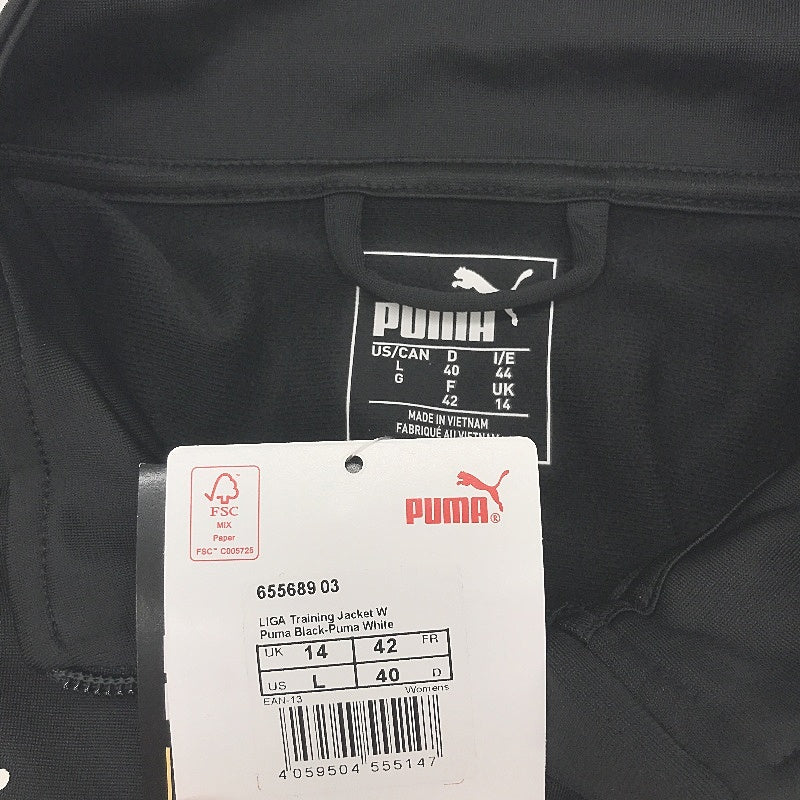 PUMA
US/CAN D I/E
L 40 44
G F UK
42 14
MADE IN VIETNAM
FABRIQUÉ AU VIETNAM
FSC™
MIX
Paper
FSC™ C005725
PUMA®
655689 03
LIGA Training Jacket W
Puma Black-Puma White
UK 14 42 FR
US L 40 D
EAN-13 Womens
4 059504 555147